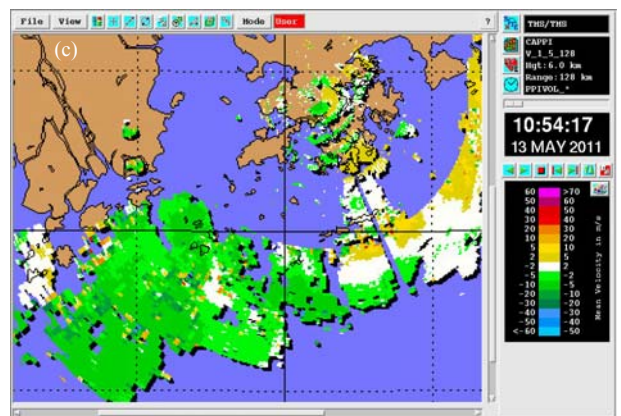 File View Mode User ?
(c)
TMS/TMS
CAPPI
V_1_5_128
Hgt: 6.0 km
Range: 128 km
PPIVOL_*
10:54:17
13 MAY 2011
60 >70
50 60
40 50
30 40
20 30
10 20
5 10
2 5
-2 2
-5 -2
-10 -5
-20 -10
-30 -20
-40 -30
-50 -40
<-60 -50
Mean Velocity in m/s